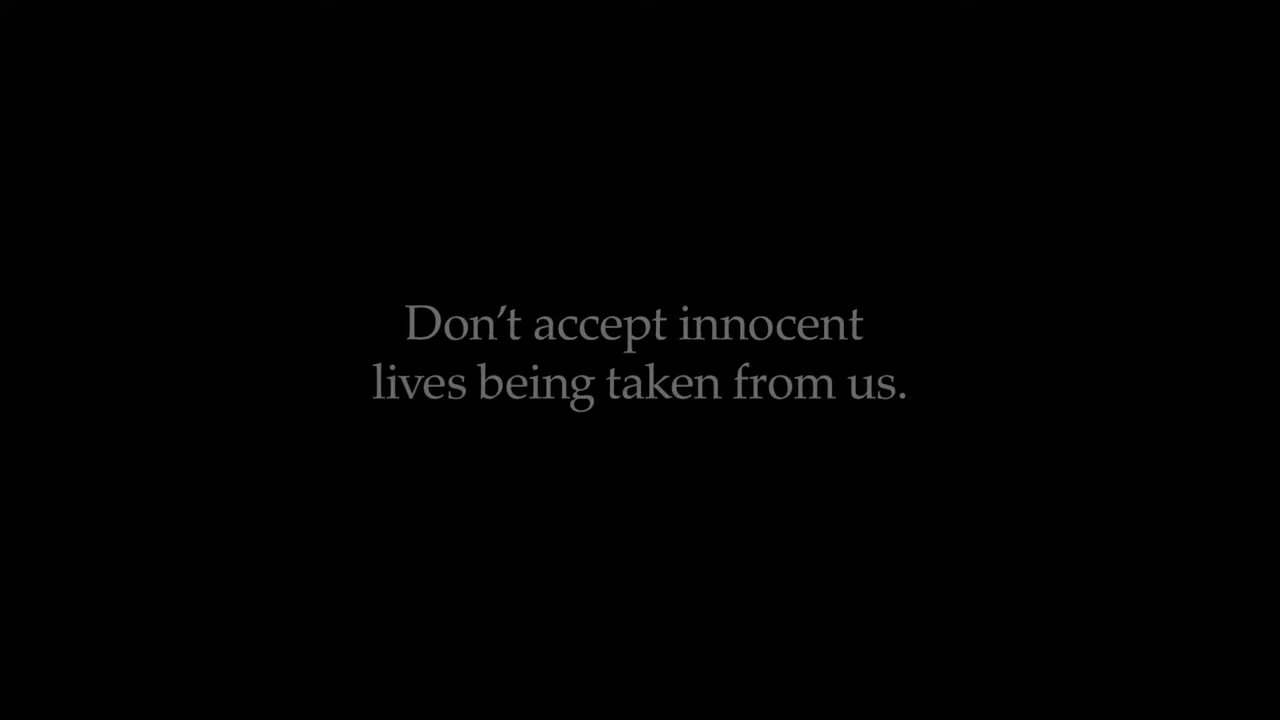 Don’t accept innocent
lives being taken from us.